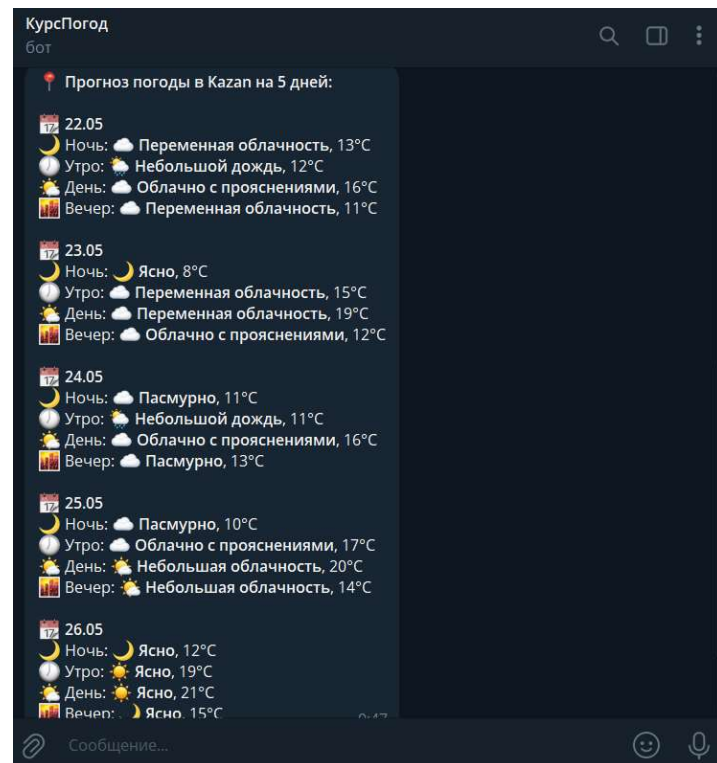 КурсПогод
бот
Прогноз погоды в Kazan на 5 дней:
22.05
Ночь: Переменная облачность, 13°C
Утро: Небольшой дождь, 12°C
День: Облачно с прояснениями, 16°C
Вечер: Переменная облачность, 11°C
23.05
Ночь: Ясно, 8°C
Утро: Переменная облачность, 15°C
День: Переменная облачность, 19°C
Вечер: Облачно с прояснениями, 12°C
24.05
Ночь: Пасмурно, 11°C
Утро: Небольшой дождь, 11°C
День: Облачно с прояснениями, 16°C
Вечер: Пасмурно, 13°C
25.05
Ночь: Пасмурно, 10°C
Утро: Облачно с прояснениями, 17°C
День: Небольшая облачность, 20°C
Вечер: Небольшая облачность, 14°C
26.05
Ночь: Ясно, 12°C
Утро: Ясно, 19°C
День: Ясно, 21°C
Вечер: Ясно, 15°C
Сообщение...